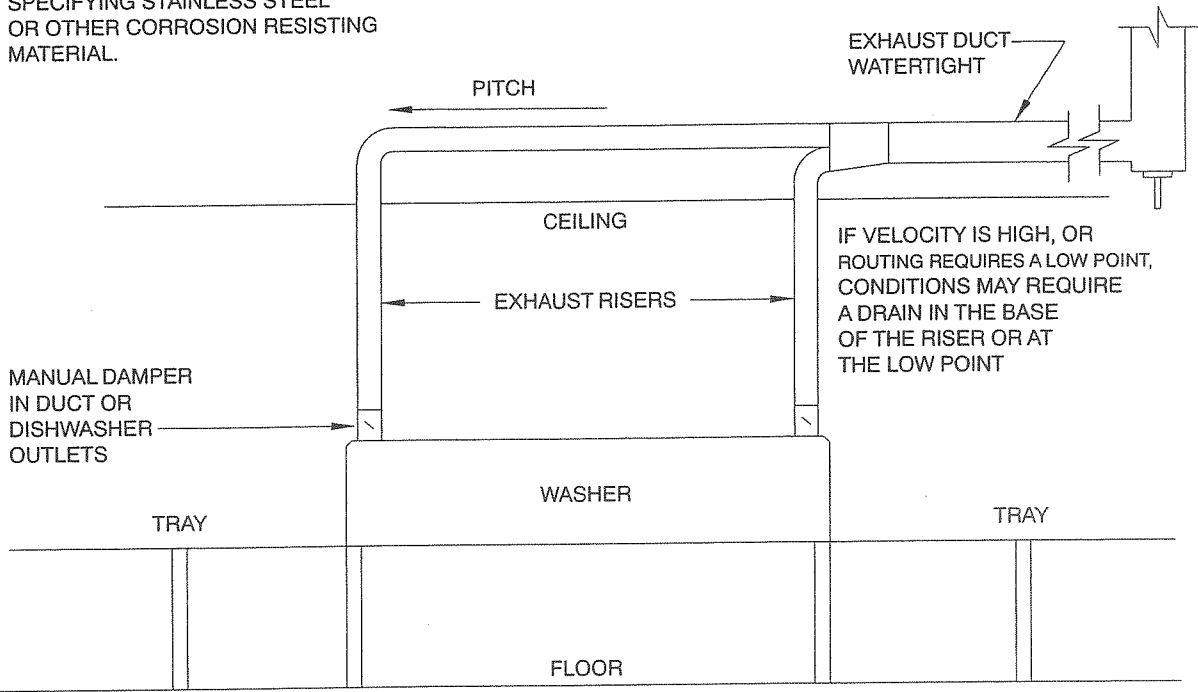 SPECIFYING STAINLESS STEEL
OR OTHER CORROSION RESISTING
MATERIAL.
EXHAUST DUCT
WATERTIGHT
PITCH
CEILING
IF VELOCITY IS HIGH, OR
ROUTING REQUIRES A LOW POINT,
CONDITIONS MAY REQUIRE
A DRAIN IN THE BASE
OF THE RISER OR AT
THE LOW POINT
EXHAUST RISERS
MANUAL DAMPER
IN DUCT OR
DISHWASHER
OUTLETS
WASHER
TRAY
TRAY
FLOOR